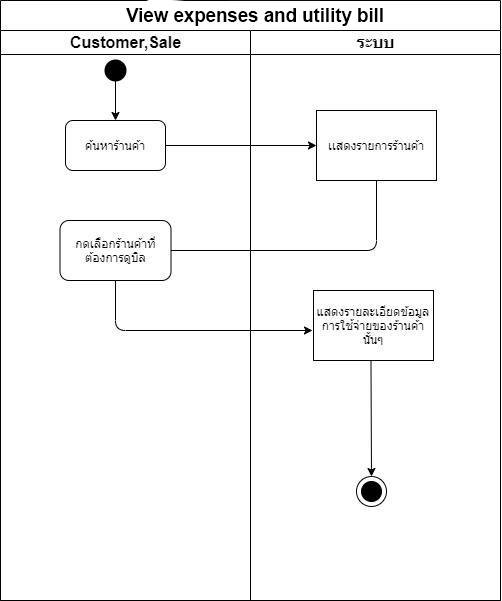 View expenses and utility bill
Customer,Sale
ระบบ
ค้นหาร้านค้า
แสดงรายการร้านค้า
กดเลือกร้านค้าที่
ต้องการดูบิล
แสดงรายละเอียดข้อมูล
การใช้จ่ายของร้านค้า
นั้นๆ